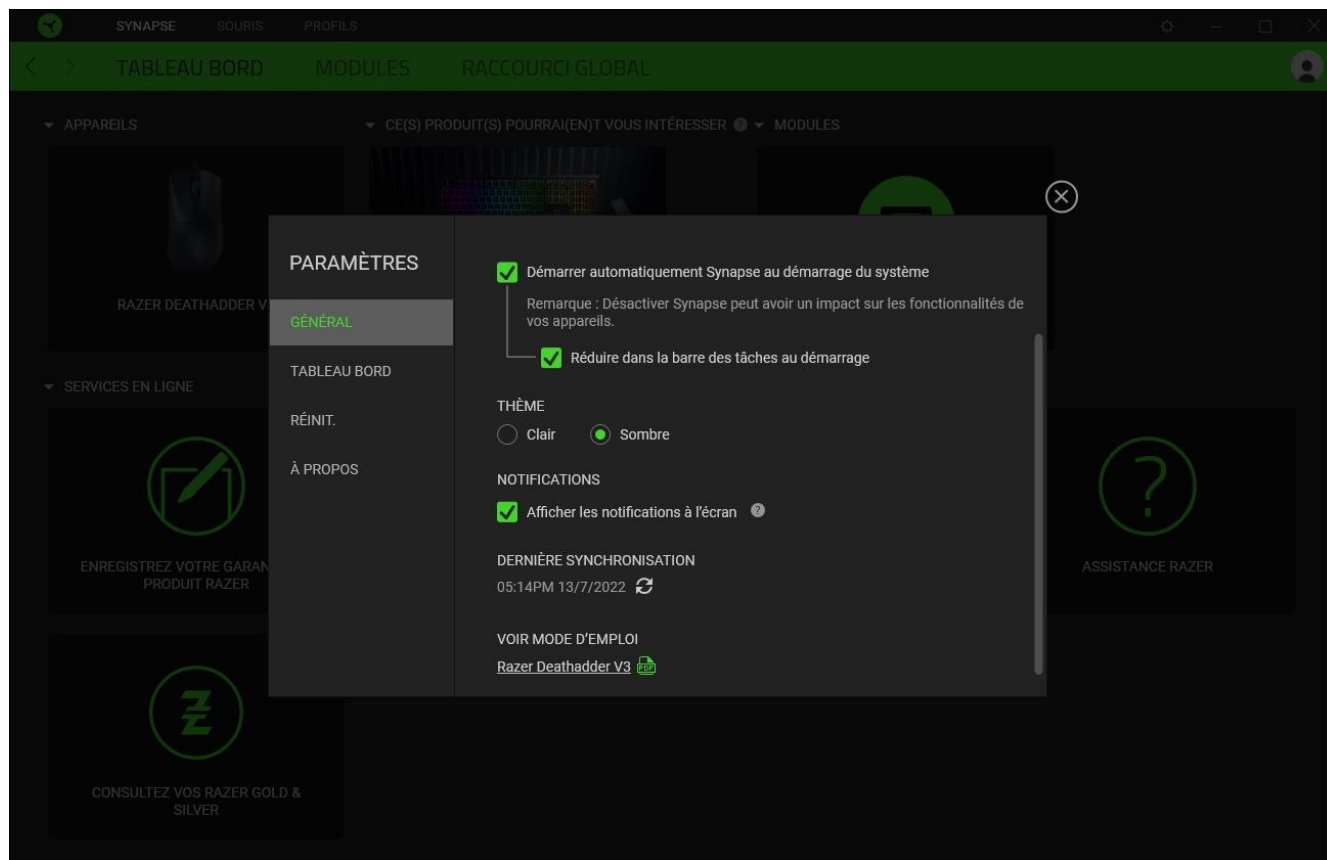 SYNAPSE SOURIS PROFILS
TABLEAU BORD MODULES RACCOURCI GLOBAL
APPAREILS
CE(S) PRODUIT(S) POURRAI(EN)T VOUS INTÉRESSER ?
MODULES
RAZER DEATHADDER V
SERVICES EN LIGNE
ENREGISTREZ VOTRE GARAN
PRODUIT RAZER
ASSISTANCE RAZER
CONSULTEZ VOS RAZER GOLD &
SILVER
PARAMÈTRES
GÉNÉRAL
TABLEAU BORD
RÉINIT.
À PROPOS
Démarrer automatiquement Synapse au démarrage du système
Remarque : Désactiver Synapse peut avoir un impact sur les fonctionnalités de
vos appareils.
Réduire dans la barre des tâches au démarrage
THÈME
Clair Sombre
NOTIFICATIONS
Afficher les notifications à l'écran ?
DERNIÈRE SYNCHRONISATION
05:14PM 13/7/2022
VOIR MODE D'EMPLOI
Razer Deathadder V3 PDF